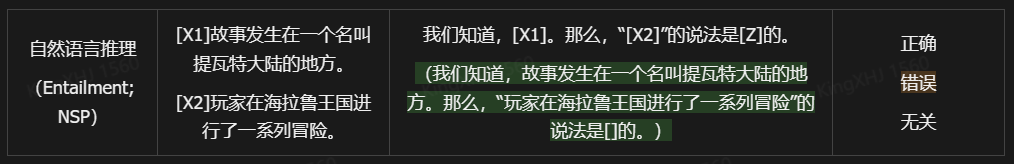 自然语言推理
（Entailment;
NSP）
[X1]故事发生在一个名叫
提瓦特大陆的地方。
[X2]玩家在海拉鲁王国进
行了一系列冒险。
我们知道，[X1]。那么，“[X2]”的说法是[Z]的。
（我们知道，故事发生在一个名叫提瓦特大陆的地
方。那么，“玩家在海拉鲁王国进行了一系列冒险”的
说法是[]的。）
正确
错误
无关